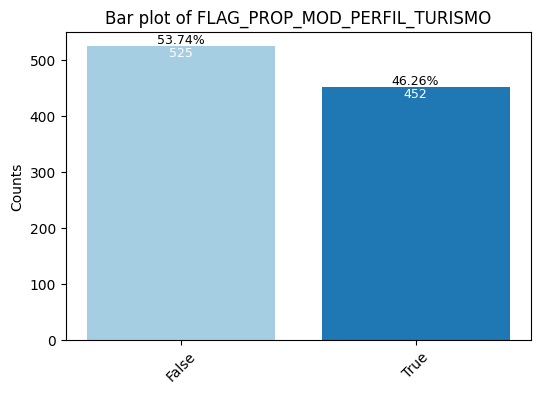 Bar plot of FLAG_PROP_MOD_PERFIL_TURISMO
53.74%
525
46.26%
452
500
400
300
200
100
0
Counts
False
True